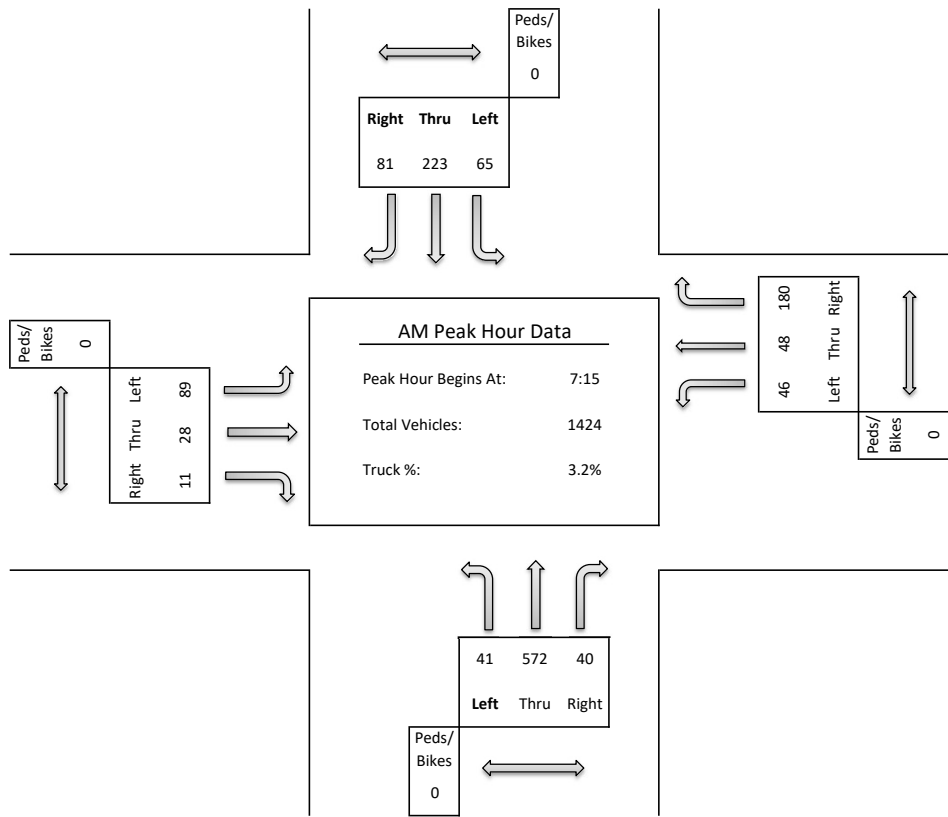 Peds/
Bikes
0
Right Thru Left
81 223 65
Peds/
Bikes
0
Left 89
Thru 28
Right 11
AM Peak Hour Data
Peak Hour Begins At: 7:15
Total Vehicles: 1424
Truck %: 3.2%
180 Right
48 Thru
46 Left
Peds/
Bikes
0
41 572 40
Left Thru Right
Peds/
Bikes
0